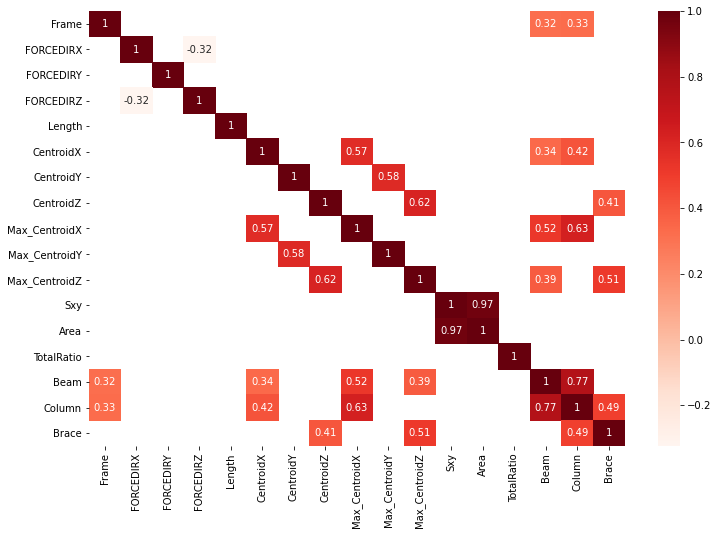 Frame 1 0.32 0.33
FORCEDIRX 1 -0.32
FORCEDIRY 1
FORCEDIRZ -0.32 1
Length 1
CentroidX 1 0.57 0.34 0.42
CentroidY 1 0.58
CentroidZ 1 0.62 0.41
Max_CentroidX 0.57 1 0.52 0.63
Max_CentroidY 0.58 1
Max_CentroidZ 0.62 1 0.39 0.51
Sxy 1 0.97
Area 0.97 1
TotalRatio 1
Beam 0.32 0.34 0.52 0.39 1 0.77
Column 0.33 0.42 0.63 0.77 1 0.49
Brace 0.41 0.51 0.49 1
Frame
FORCEDIRX
FORCEDIRY
FORCEDIRZ
Length
CentroidX
CentroidY
CentroidZ
Max_CentroidX
Max_CentroidY
Max_CentroidZ
Sxy
Area
TotalRatio
Beam
Column
Brace
1.0
0.8
0.6
0.4
0.2
0.0
−0.2